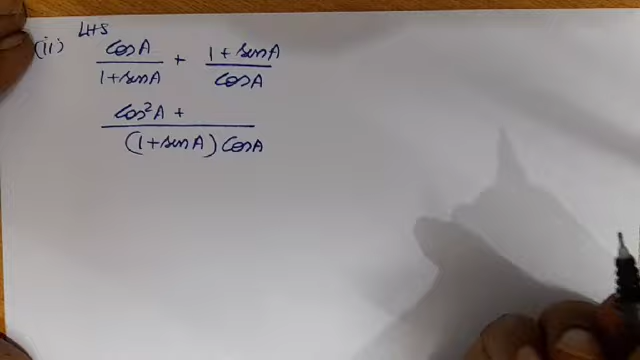 LHS
(ii) cosA/1+sinA + 1+sinA/cosA
cos²A + /(1+sinA) cosA